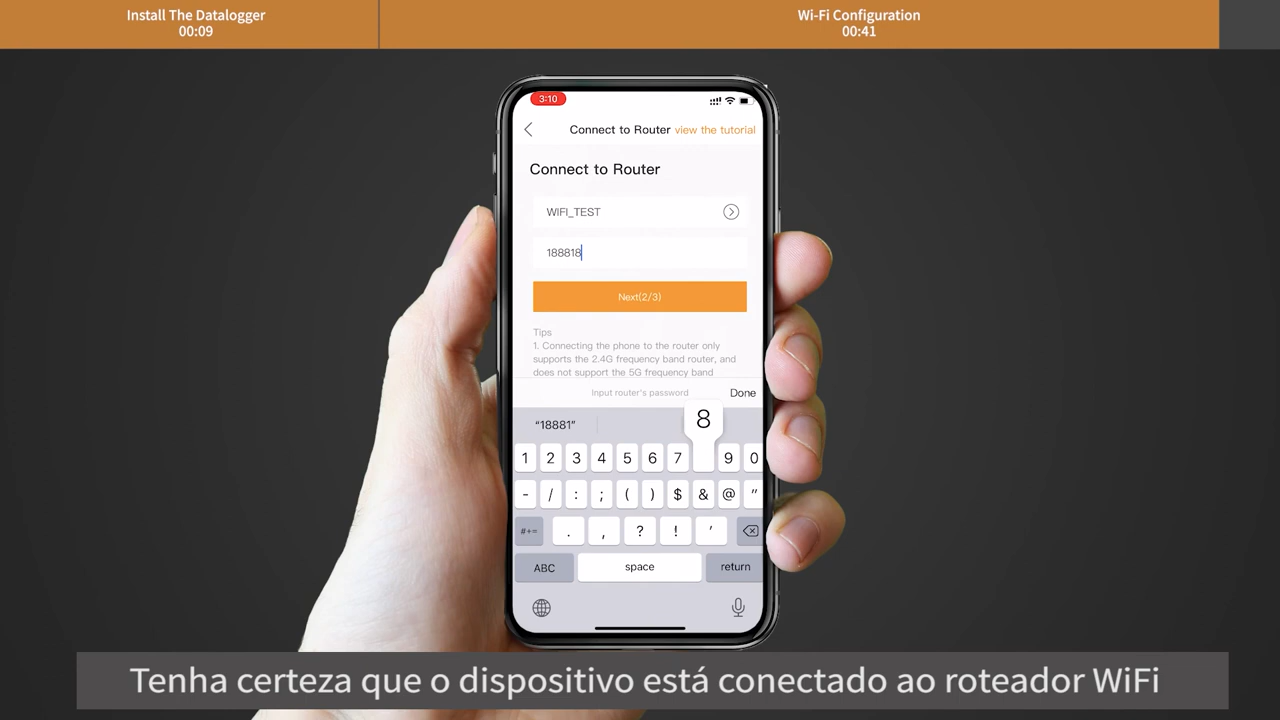 Install The Datalogger
00:09
Wi-Fi Configuration
00:41
3:10
Connect to Router view the tutorial
Connect to Router
WIFI_TEST
188818
Next(2/3)
Tips
1. Connecting the phone to the router only
supports the 2.4G frequency band router, and
does not support the 5G frequency band
Input router's password Done
“18881”
8
1 2 3 4 5 6 7 9 0
- / : ; ( ) $ & @ "
#+= . , ? ! '
ABC space return
Tenha certeza que o dispositivo está conectado ao roteador WiFi